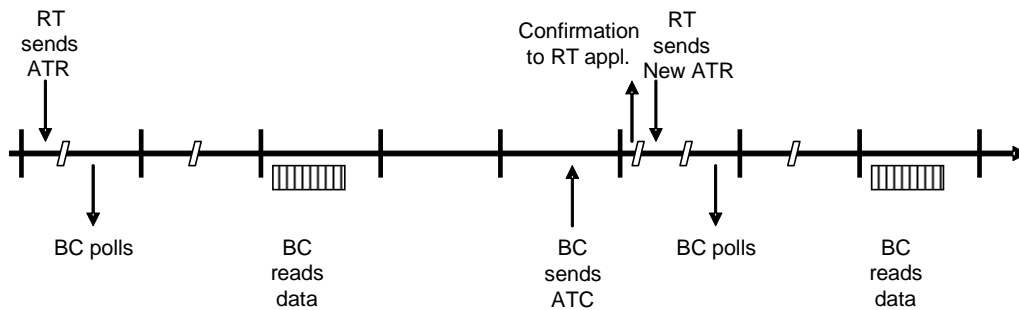 RT
sends
ATR
Confirmation
to RT appl.
RT
sends
New ATR
BC polls
BC
reads
data
BC
sends
ATC
BC polls
BC
reads
data